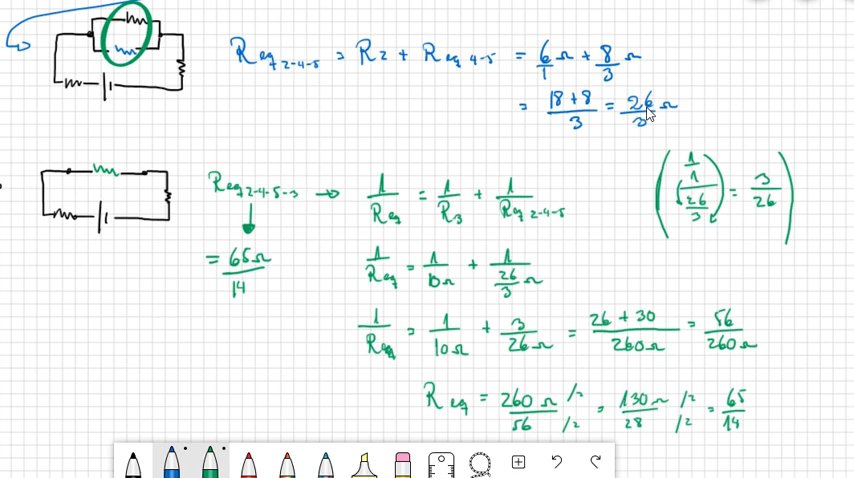 Req 2-4-5 = R2 + Req 4-5 = 6/1 Ω + 8/3 Ω
= (18 + 8)/3 = 26/3 Ω
Req 2-4-5-3 → 1/Req = 1/R3 + 1/Req 2-4-5
(1/1/26/3 = 3/26)
= 65Ω/14
1/Req = 1/10Ω + 1/26/3 Ω
1/Req = 1/10Ω + 3/26Ω = (26 + 30)/260Ω = 56/260Ω
Req = 260Ω/56 /2 /2 = 130Ω/28 /2 /2 = 65/14